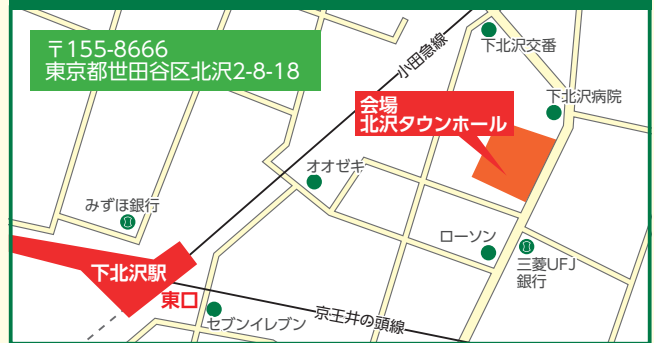 〒155-8666
東京都世田谷区北沢2-8-18
小田急線
下北沢交番
会場
北沢タウンホール
下北沢病院
オオゼキ
みずほ銀行
ローソン
三菱UFJ
銀行
下北沢駅
東口
セブンイレブン
京王井の頭線